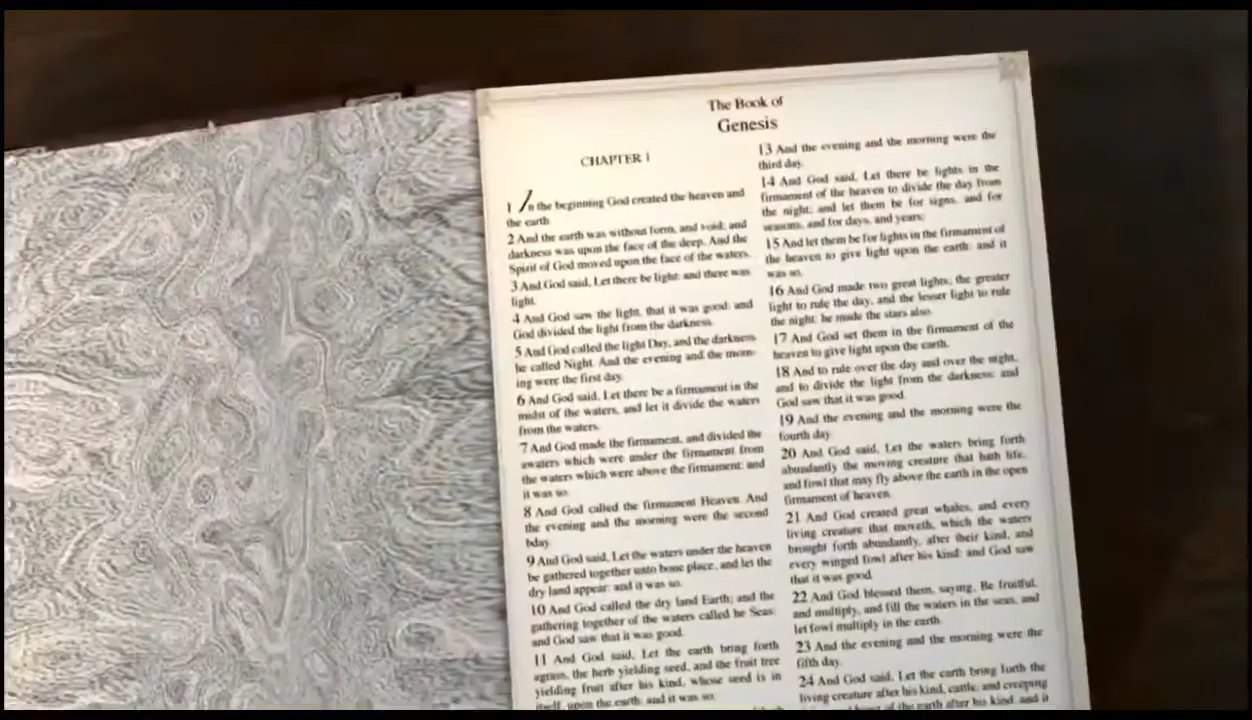 The Book of
Genesis
CHAPTER 1
1 In the beginning God created the heaven and
the earth
2 And the earth was without form, and void; and
darkness was upon the face of the deep. And the
Spirit of God moved upon the face of the waters.
3 And God said, Let there be light: and there was
light.
4 And God saw the light, that it was good: and
God divided the light from the darkness.
5 And God called the light Day, and the darkness
he called Night. And the evening and the morn-
ing were the first day.
6 And God said, Let there be a firmament in the
midst of the waters, and let it divide the waters
from the waters.
7 And God made the firmament, and divided the
awaters which were under the firmament from
the waters which were above the firmament: and
it was so.
8 And God called the firmament Heaven. And
the evening and the morning were the second
bday.
9 And God said, Let the waters under the heaven
be gathered together unto bone place, and let the
dry land appear: and it was so.
10 And God called the dry land Earth; and the
gathering together of the waters called he Seas:
and God saw that it was good.
11 And God said, Let the earth bring forth
agrass, the herb yielding seed, and the fruit tree
yielding fruit after his kind, whose seed is in
itself, upon the earth: and it was so.
13 And the evening and the morning were the
third day.
14 And God said, Let there be lights in the
firmament of the heaven to divide the day from
the night; and let them be for signs, and for
seasons, and for days, and years:
15 And let them be for lights in the firmament of
the heaven to give light upon the earth: and it
was so.
16 And God made two great lights; the greater
light to rule the day, and the lesser light to rule
the night: he made the stars also.
17 And God set them in the firmament of the
heaven to give light upon the earth.
18 And to rule over the day and over the night,
and to divide the light from the darkness: and
God saw that it was good.
19 And the evening and the morning were the
fourth day.
20 And God said, Let the waters bring forth
abundantly the moving creature that hath life,
and fowl that may fly above the earth in the open
firmament of heaven.
21 And God created great whales, and every
living creature that moveth, which the waters
brought forth abundantly, after their kind, and
every winged fowl after his kind: and God saw
that it was good.
22 And God blessed them, saying, Be fruitful,
and multiply, and fill the waters in the seas, and
let fowl multiply in the earth.
23 And the evening and the morning were the
fifth day.
24 And God said, Let the earth bring forth the
living creature after his kind, cattle, and creeping
of the earth after his kind: and it